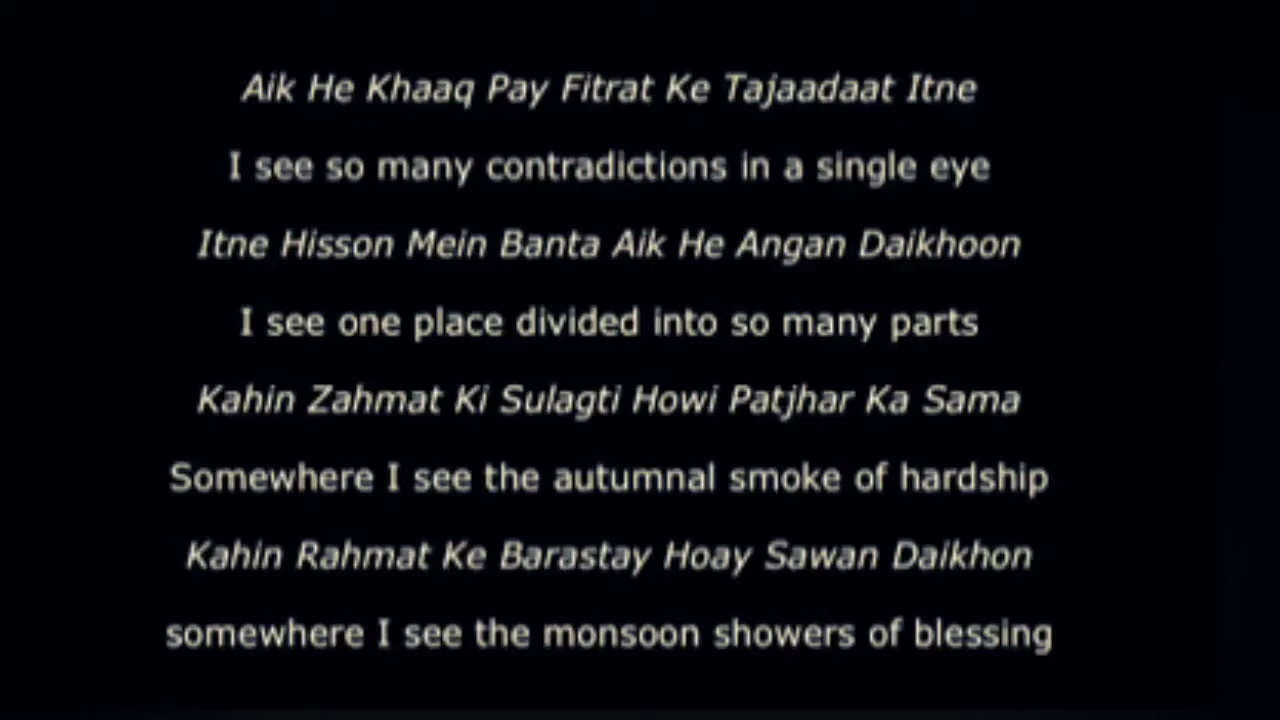 Aik He Khaaq Pay Fitrat Ke Tajaadaat Itne
I see so many contradictions in a single eye
Itne Hisson Mein Banta Aik He Angan Daikhoon
I see one place divided into so many parts
Kahin Zahmat Ki Sulagti Howi Patjhar Ka Sama
Somewhere I see the autumnal smoke of hardship
Kahin Rahmat Ke Barastay Hoay Sawan Daikhon
somewhere I see the monsoon showers of blessing